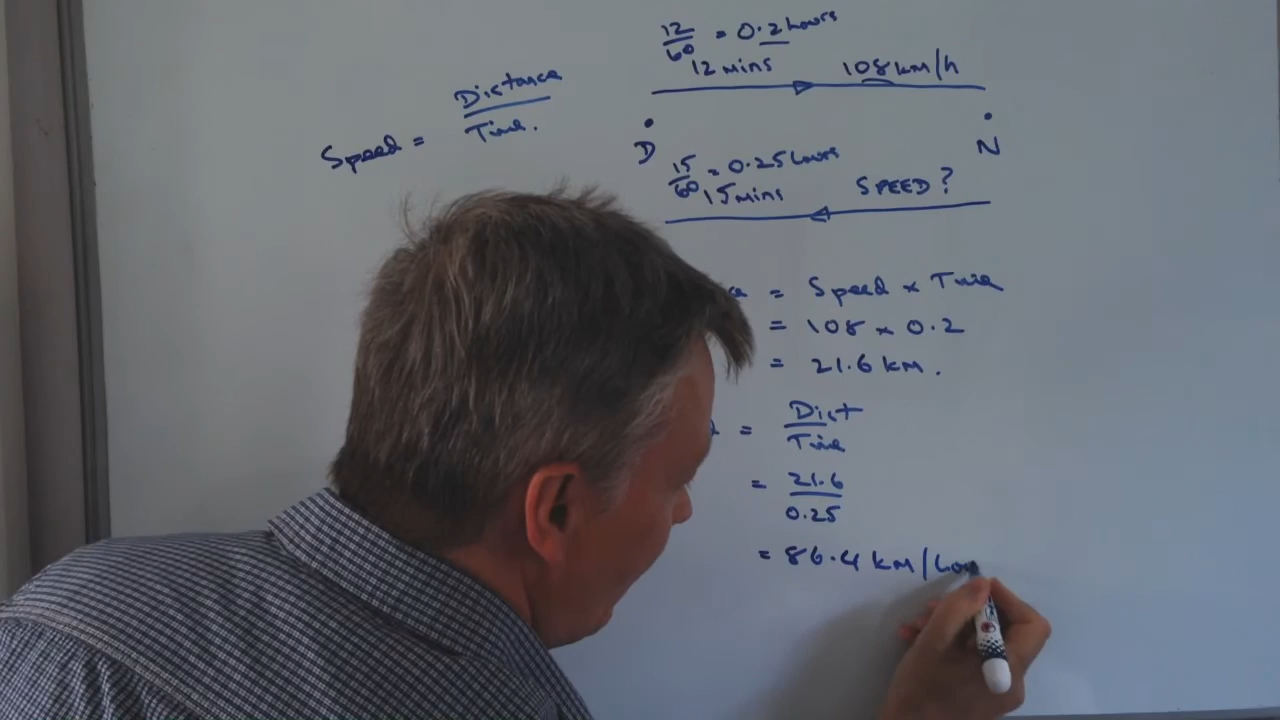 Speed = Distance / Time.
12/60 = 0.2 hours
12 mins 108 km/h
D N
15/60 = 0.25 hours
15 mins SPEED?
= Speed × Time
= 108 × 0.2
= 21.6 km.
= Dist / Time
= 21.6 / 0.25
= 86.4 km/hou